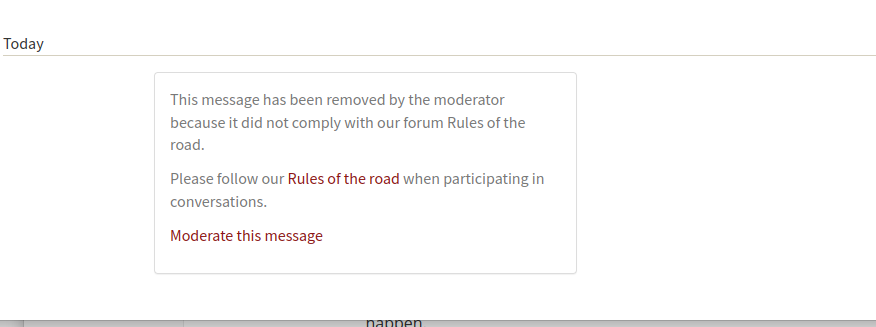 Today
This message has been removed by the moderator
because it did not comply with our forum Rules of the
road.
Please follow our Rules of the road when participating in
conversations.
Moderate this message
happen